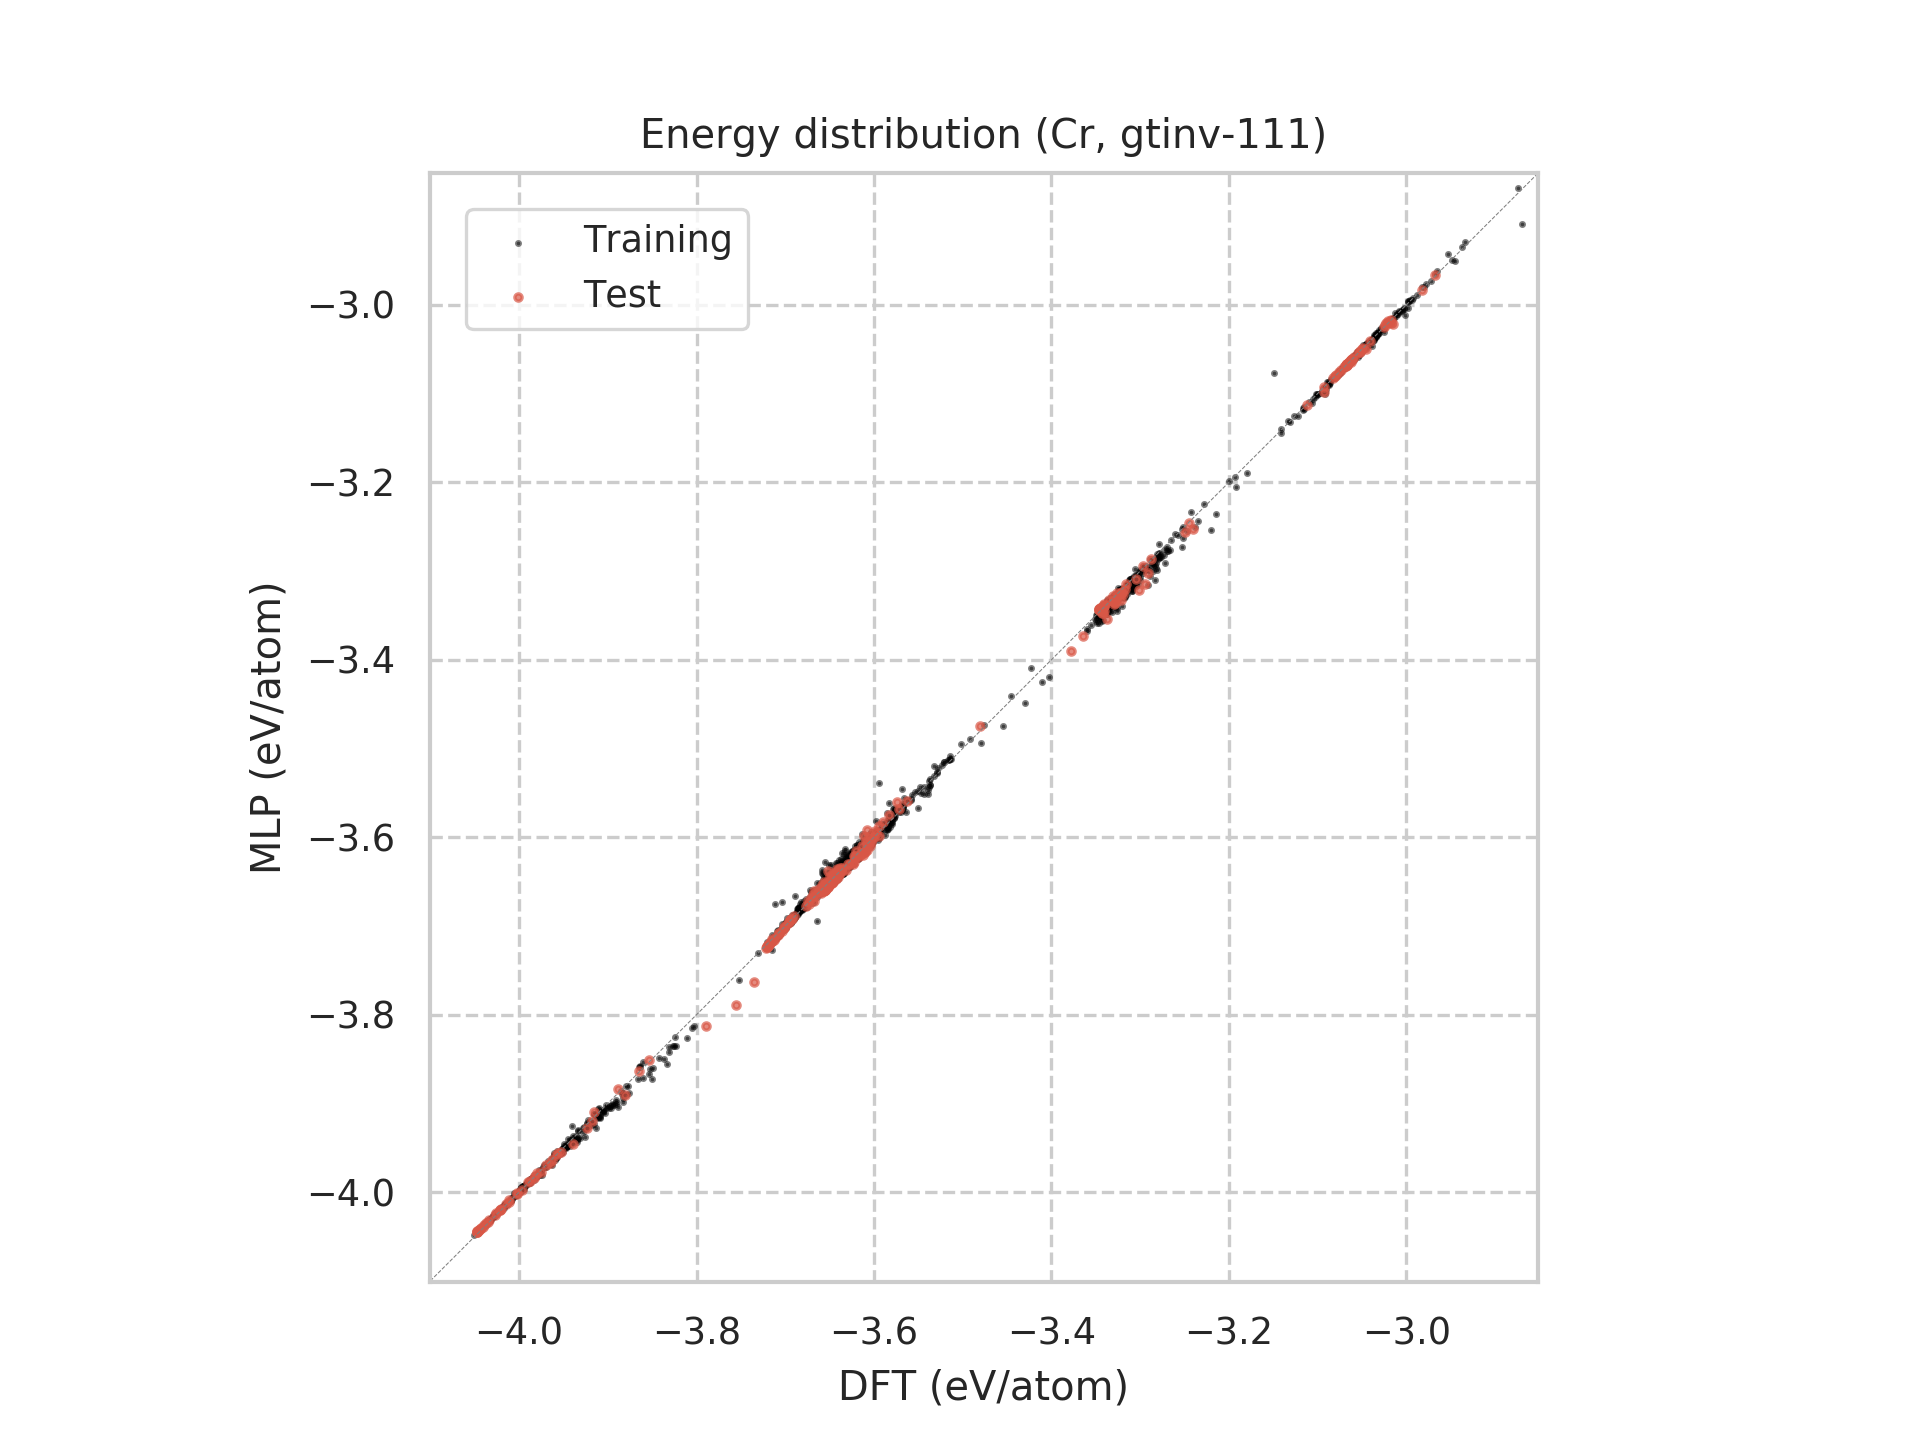 Energy distribution (Cr, gtinv-111)
Training
Test
−3.0
−3.2
−3.4
−3.6
−3.8
−4.0
MLP (eV/atom)
−4.0 −3.8 −3.6 −3.4 −3.2 −3.0
DFT (eV/atom)